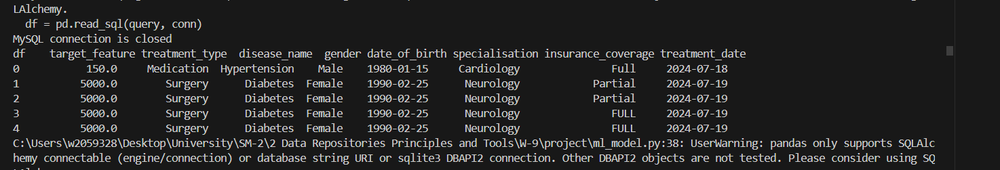 LAlchemy.
df = pd.read_sql(query, conn)
MySQL connection is closed
df target_feature treatment_type disease_name gender date_of_birth specialisation insurance_coverage treatment_date
0 150.0 Medication Hypertension Male 1980-01-15 Cardiology Full 2024-07-18
1 5000.0 Surgery Diabetes Female 1990-02-25 Neurology Partial 2024-07-19
2 5000.0 Surgery Diabetes Female 1990-02-25 Neurology Partial 2024-07-19
3 5000.0 Surgery Diabetes Female 1990-02-25 Neurology FULL 2024-07-19
4 5000.0 Surgery Diabetes Female 1990-02-25 Neurology FULL 2024-07-19
C:\Users\w2059328\Desktop\University\SM-2\2 Data Repositories Principles and Tools\W-9\project\ml_model.py:38: UserWarning: pandas only supports SQLAlc
hemy connectable (engine/connection) or database string URI or sqlite3 DBAPI2 connection. Other DBAPI2 objects are not tested. Please consider using SQ